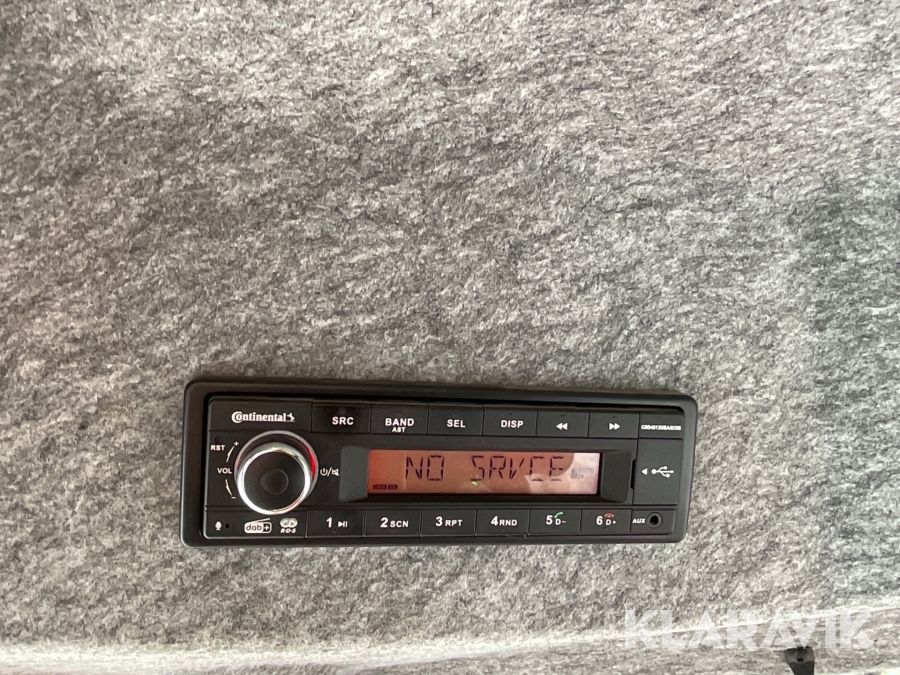 Continental
SRC
BAND
AST
SEL
DISP
RST
VOL
NO SRVCE
dab+
R·D·S
1
2 SCN
3 RPT
4 RND
5 D-
6 D+
AUX
KLARAVIK